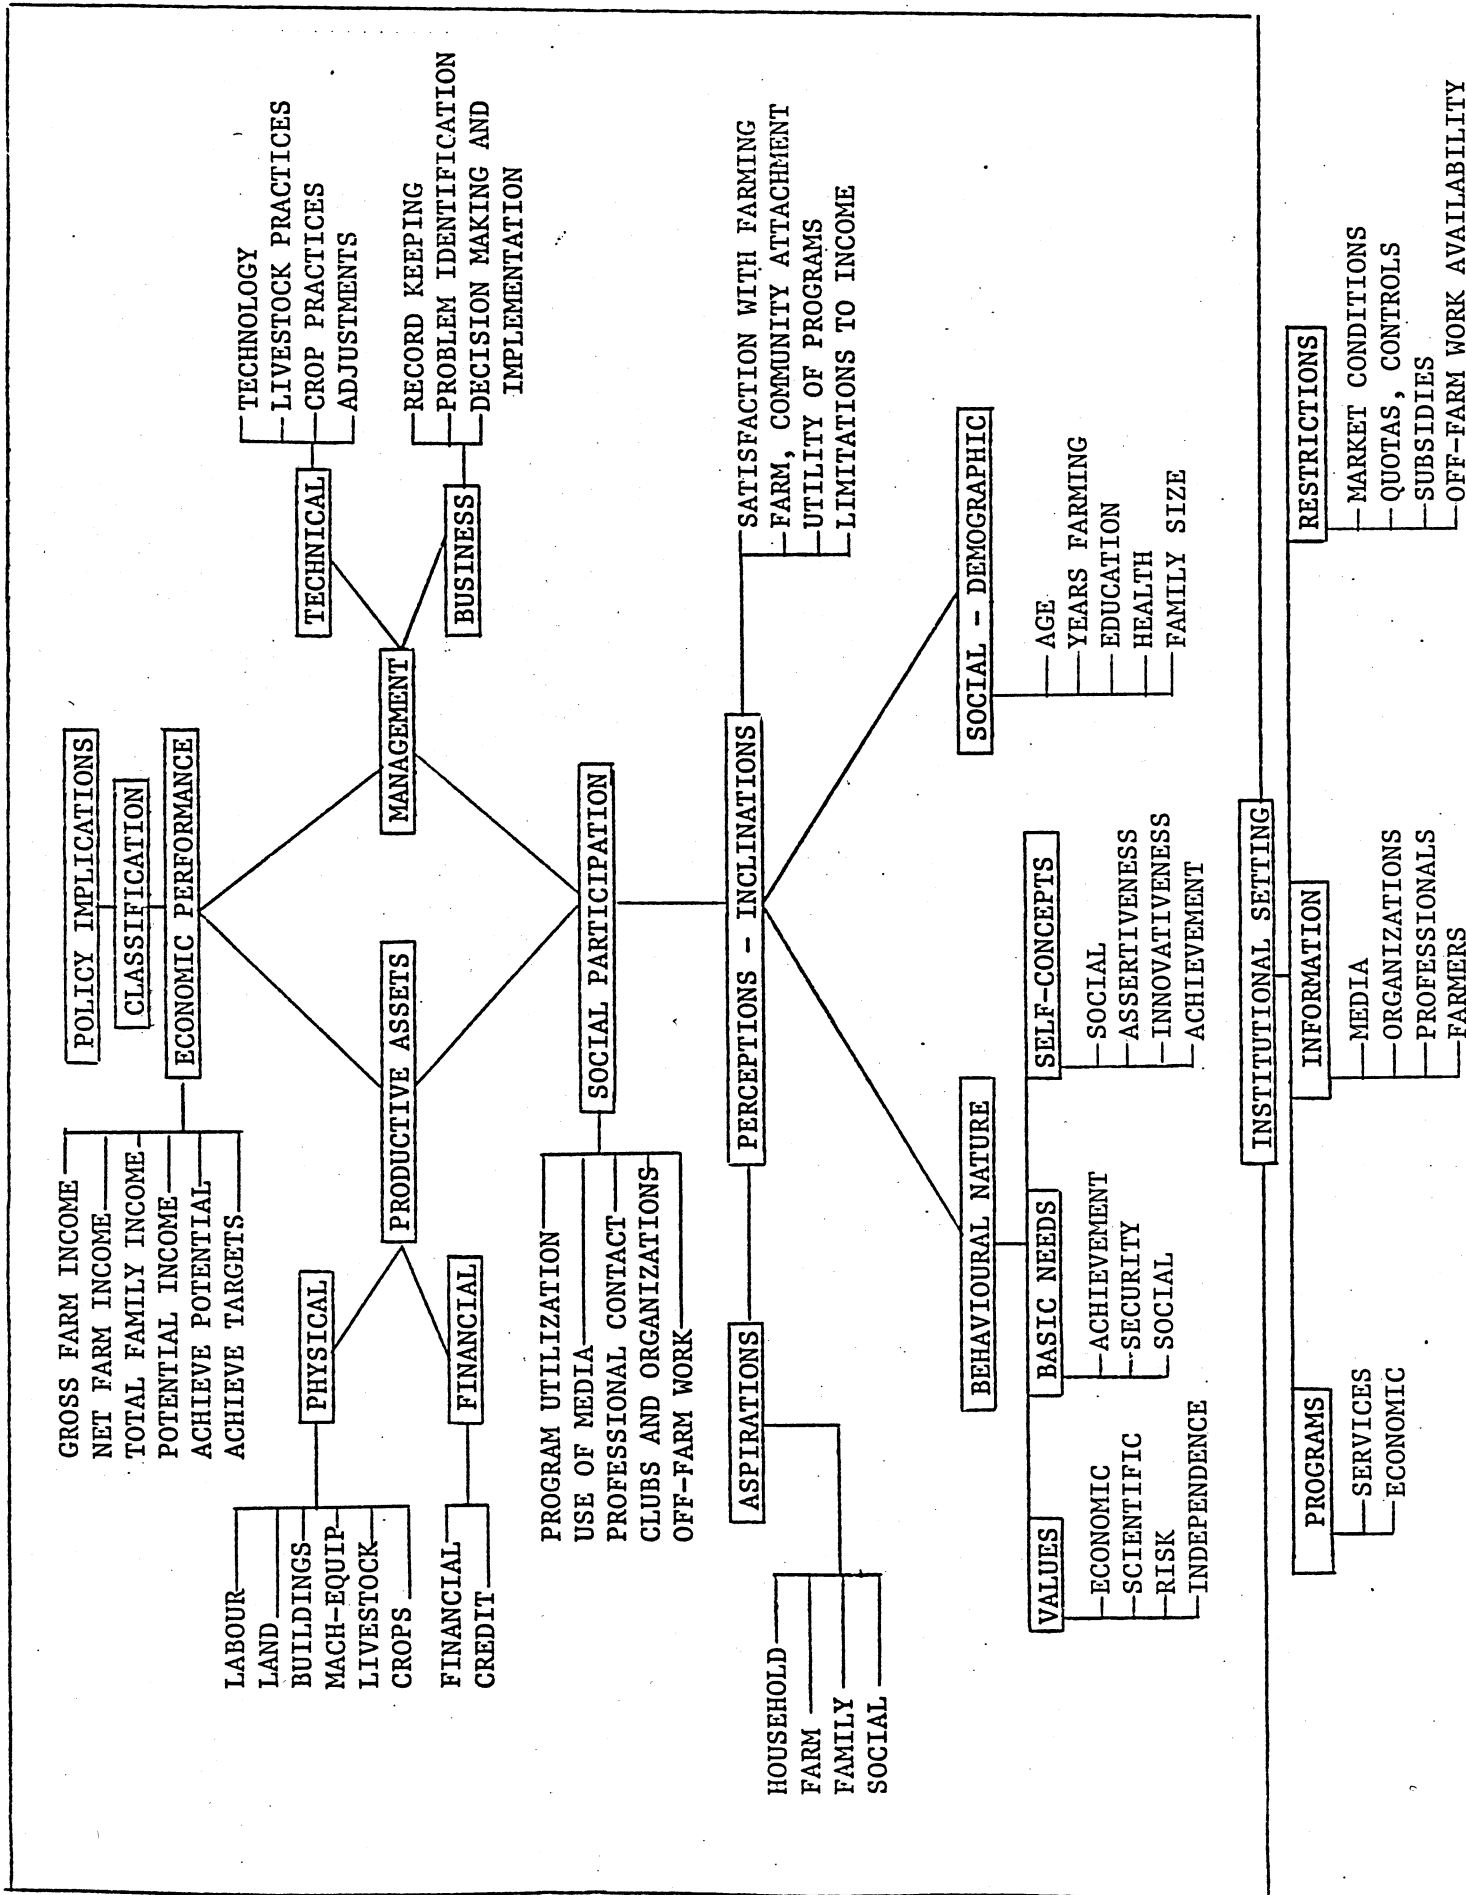 POLICY IMPLICATIONS
CLASSIFICATION
ECONOMIC PERFORMANCE
GROSS FARM INCOME
NET FARM INCOME
TOTAL FAMILY INCOME
POTENTIAL INCOME
ACHIEVE POTENTIAL
ACHIEVE TARGETS
PRODUCTIVE ASSETS
PHYSICAL
LABOUR
LAND
BUILDINGS
MACH-EQUIP
LIVESTOCK
CROPS
FINANCIAL
FINANCIAL
CREDIT
MANAGEMENT
TECHNICAL
TECHNOLOGY
LIVESTOCK PRACTICES
CROP PRACTICES
ADJUSTMENTS
BUSINESS
RECORD KEEPING
PROBLEM IDENTIFICATION
DECISION MAKING AND
IMPLEMENTATION
SOCIAL PARTICIPATION
PROGRAM UTILIZATION
USE OF MEDIA
PROFESSIONAL CONTACT
CLUBS AND ORGANIZATIONS
OFF-FARM WORK
PERCEPTIONS - INCLINATIONS
SATISFACTION WITH FARMING
FARM, COMMUNITY ATTACHMENT
UTILITY OF PROGRAMS
LIMITATIONS TO INCOME
ASPIRATIONS
HOUSEHOLD
FARM
FAMILY
SOCIAL
BEHAVIOURAL NATURE
VALUES
ECONOMIC
SCIENTIFIC
RISK
INDEPENDENCE
BASIC NEEDS
ACHIEVEMENT
SECURITY
SOCIAL
SELF-CONCEPTS
SOCIAL
ASSERTIVENESS
INNOVATIVENESS
ACHIEVEMENT
SOCIAL - DEMOGRAPHIC
AGE
YEARS FARMING
EDUCATION
HEALTH
FAMILY SIZE
INSTITUTIONAL SETTING
PROGRAMS
SERVICES
ECONOMIC
INFORMATION
MEDIA
ORGANIZATIONS
PROFESSIONALS
FARMERS
RESTRICTIONS
MARKET CONDITIONS
QUOTAS, CONTROLS
SUBSIDIES
OFF-FARM WORK AVAILABILITY